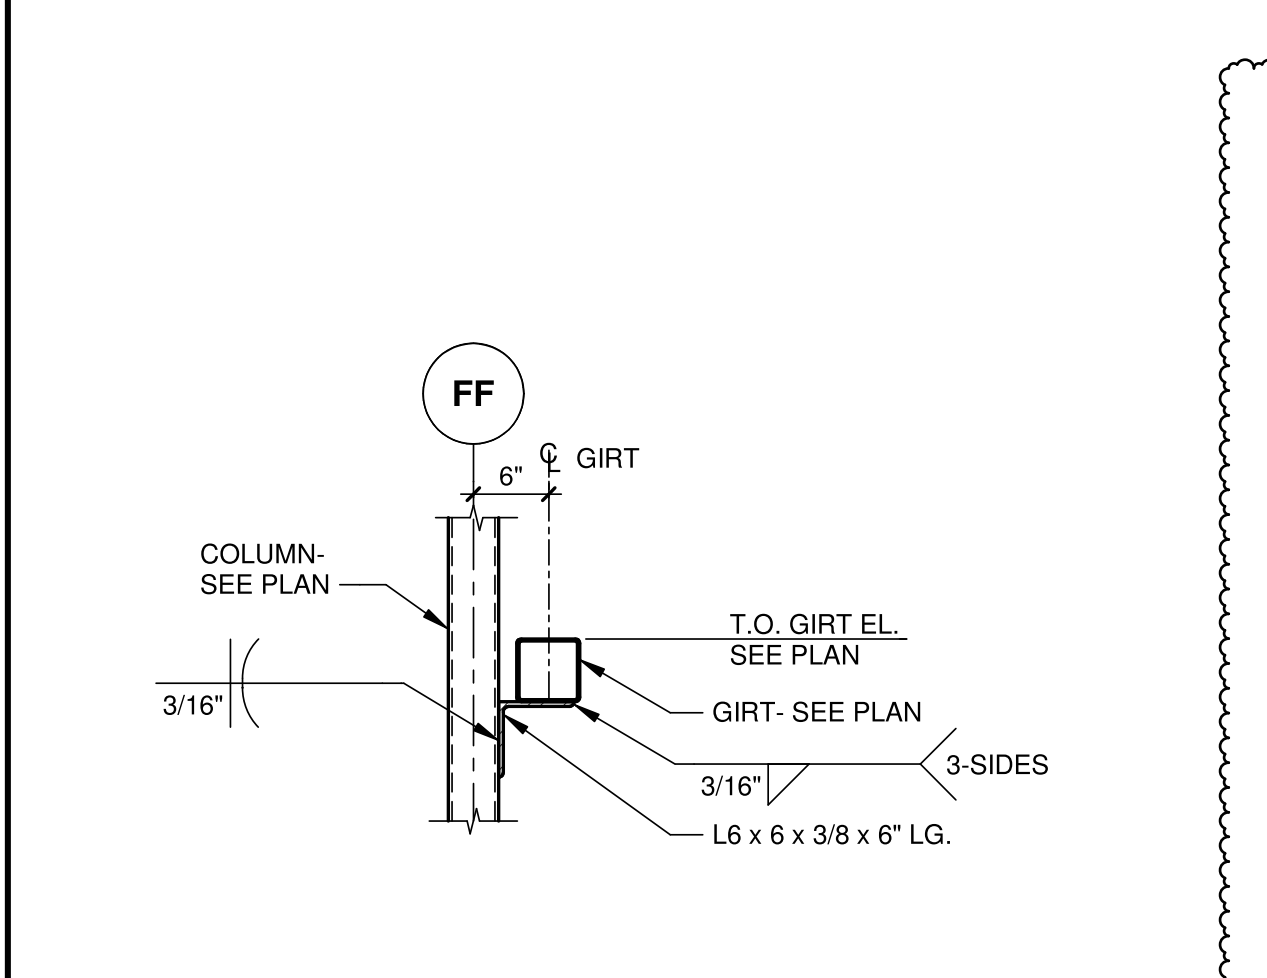 FF
℄ GIRT
6"
COLUMN-
SEE PLAN
T.O. GIRT EL.
SEE PLAN
3/16"
GIRT- SEE PLAN
3/16"
3-SIDES
L6 x 6 x 3/8 x 6" LG.